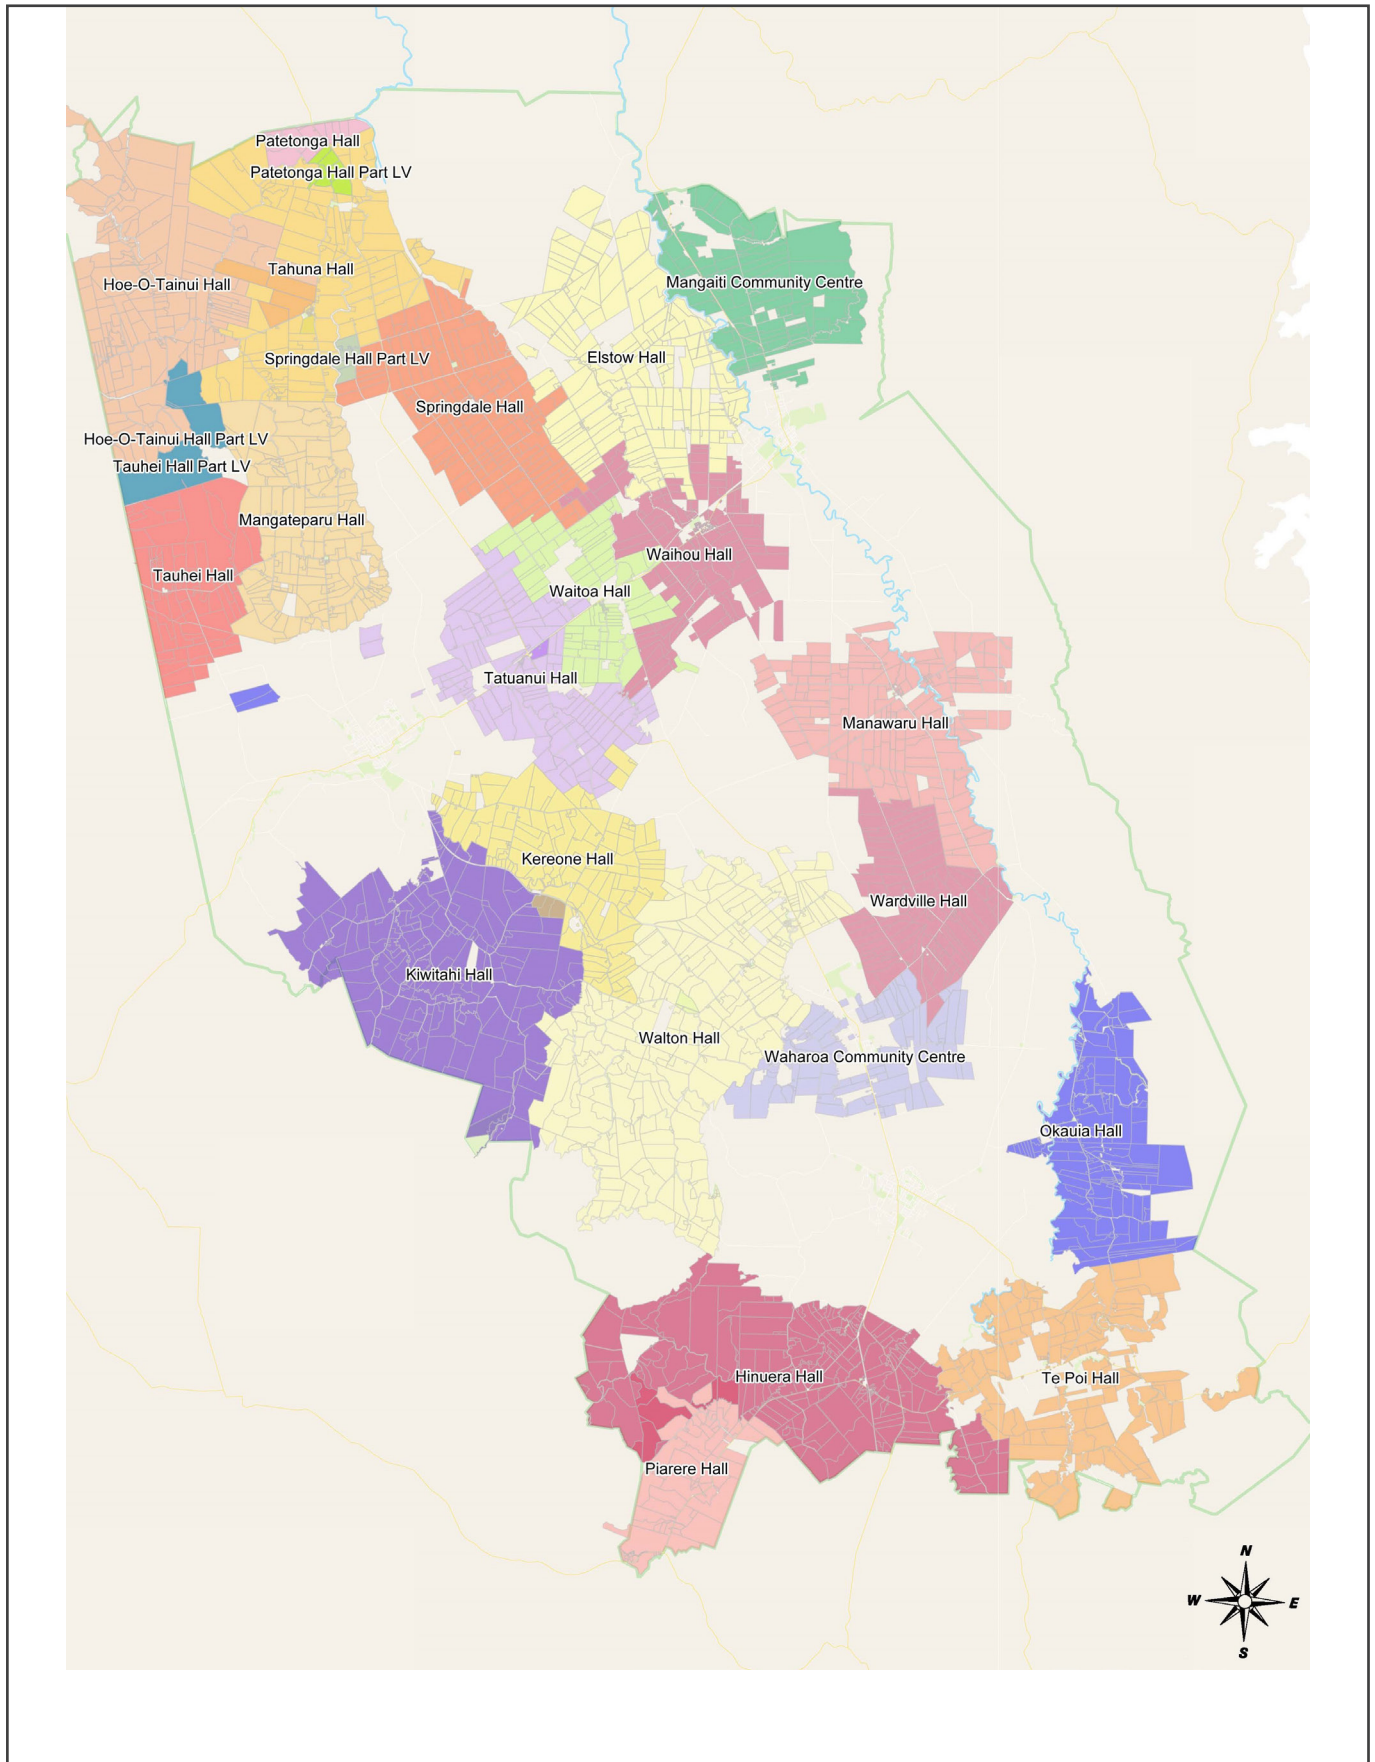 Patetonga Hall
Patetonga Hall Part LV
Tahuna Hall
Hoe-O-Tainui Hall
Mangaiti Community Centre
Springdale Hall Part LV
Elstow Hall
Springdale Hall
Hoe-O-Tainui Hall Part LV
Tauhei Hall Part LV
Mangateparu Hall
Waihou Hall
Tauhei Hall
Waitoa Hall
Tatuanui Hall
Manawaru Hall
Kereone Hall
Wardville Hall
Kiwitahi Hall
Walton Hall
Waharoa Community Centre
Okauia Hall
Hinuera Hall
Te Poi Hall
Piarere Hall
N
W
E
S